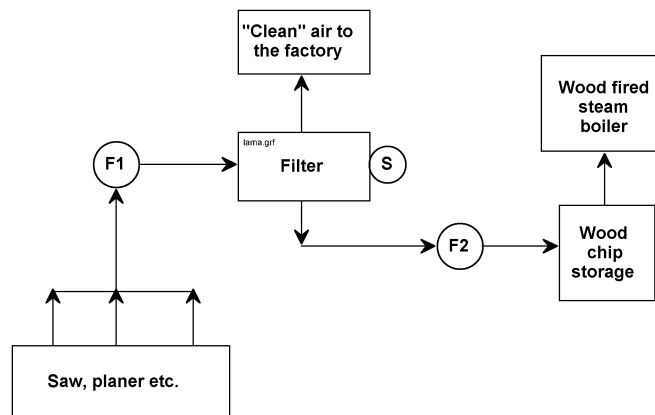 "Clean" air to
the factory
Wood fired
steam
boiler
lama.grf
F1
Filter
S
F2
Wood
chip
storage
Saw, planer etc.